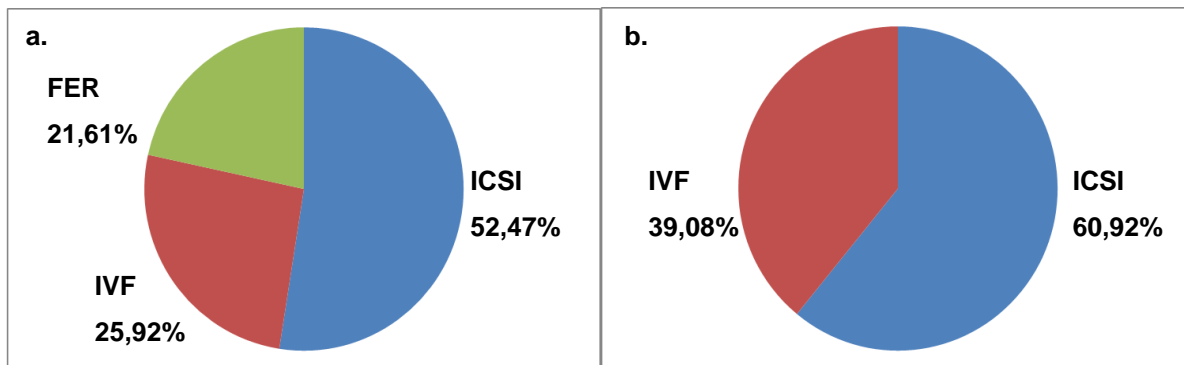 a.
FER
21,61%
ICSI
52,47%
IVF
25,92%
b.
IVF
39,08%
ICSI
60,92%